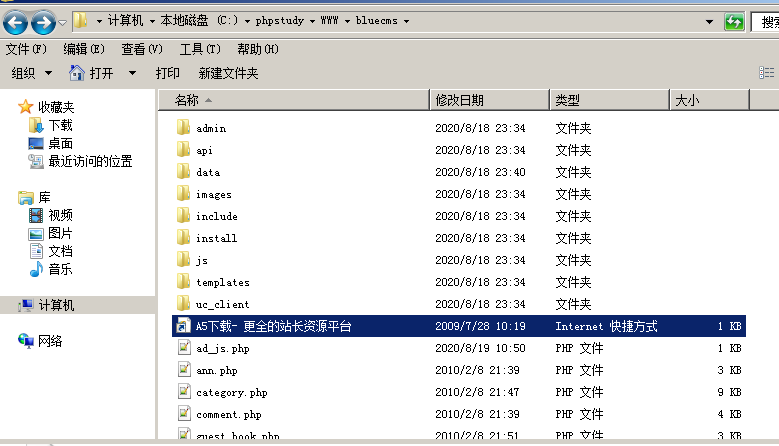 计算机 本地磁盘 (C:) phpstudy WWW bluecms
文件(F) 编辑(E) 查看(V) 工具(T) 帮助(H)
组织 打开 打印 新建文件夹
收藏夹
下载
桌面
最近访问的位置
库
视频
图片
文档
音乐
计算机
网络
名称 修改日期 类型 大小
admin 2020/8/18 23:34 文件夹
api 2020/8/18 23:34 文件夹
data 2020/8/18 23:40 文件夹
images 2020/8/18 23:34 文件夹
include 2020/8/18 23:34 文件夹
install 2020/8/18 23:34 文件夹
js 2020/8/18 23:34 文件夹
templates 2020/8/18 23:34 文件夹
uc_client 2020/8/18 23:34 文件夹
A5下载- 更全的站长资源平台 2009/7/28 10:19 Internet 快捷方式 1 KB
ad_js.php 2020/8/19 10:50 PHP 文件 1 KB
ann.php 2010/2/8 21:39 PHP 文件 3 KB
category.php 2010/2/8 21:47 PHP 文件 9 KB
comment.php 2010/2/8 21:39 PHP 文件 4 KB
guest_book.php 2010/2/8 21:51 PHP 文件 3 KB